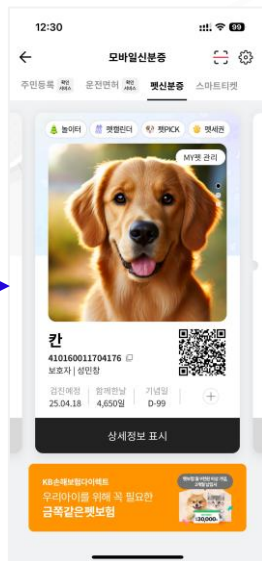 12:30
99
모바일신분증
주민등록 확인서비스 운전면허 확인서비스 펫신분증 스마트티켓
놀이터 펫캘린더 펫PICK 펫세권
MY펫 관리
칸
410160011704176
보호자 | 성민창
검진예정 함께한날 기념일
25.04.18 4,650일 D-99
상세정보 표시
KB손해보험다이렉트
우리아이를 위해 꼭 필요한
금쪽같은펫보험
30,000